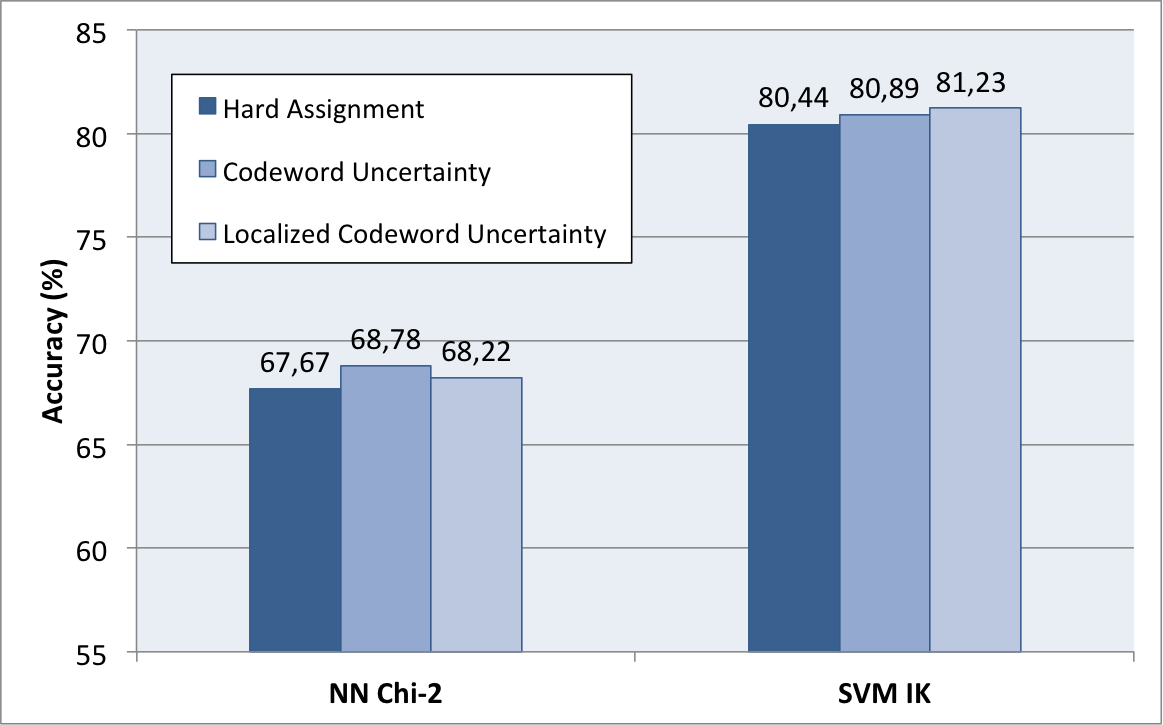 85
80
75
70
65
60
55
Accuracy (%)
Hard Assignment
Codeword Uncertainty
Localized Codeword Uncertainty
67,67
68,78
68,22
80,44
80,89
81,23
NN Chi-2
SVM IK